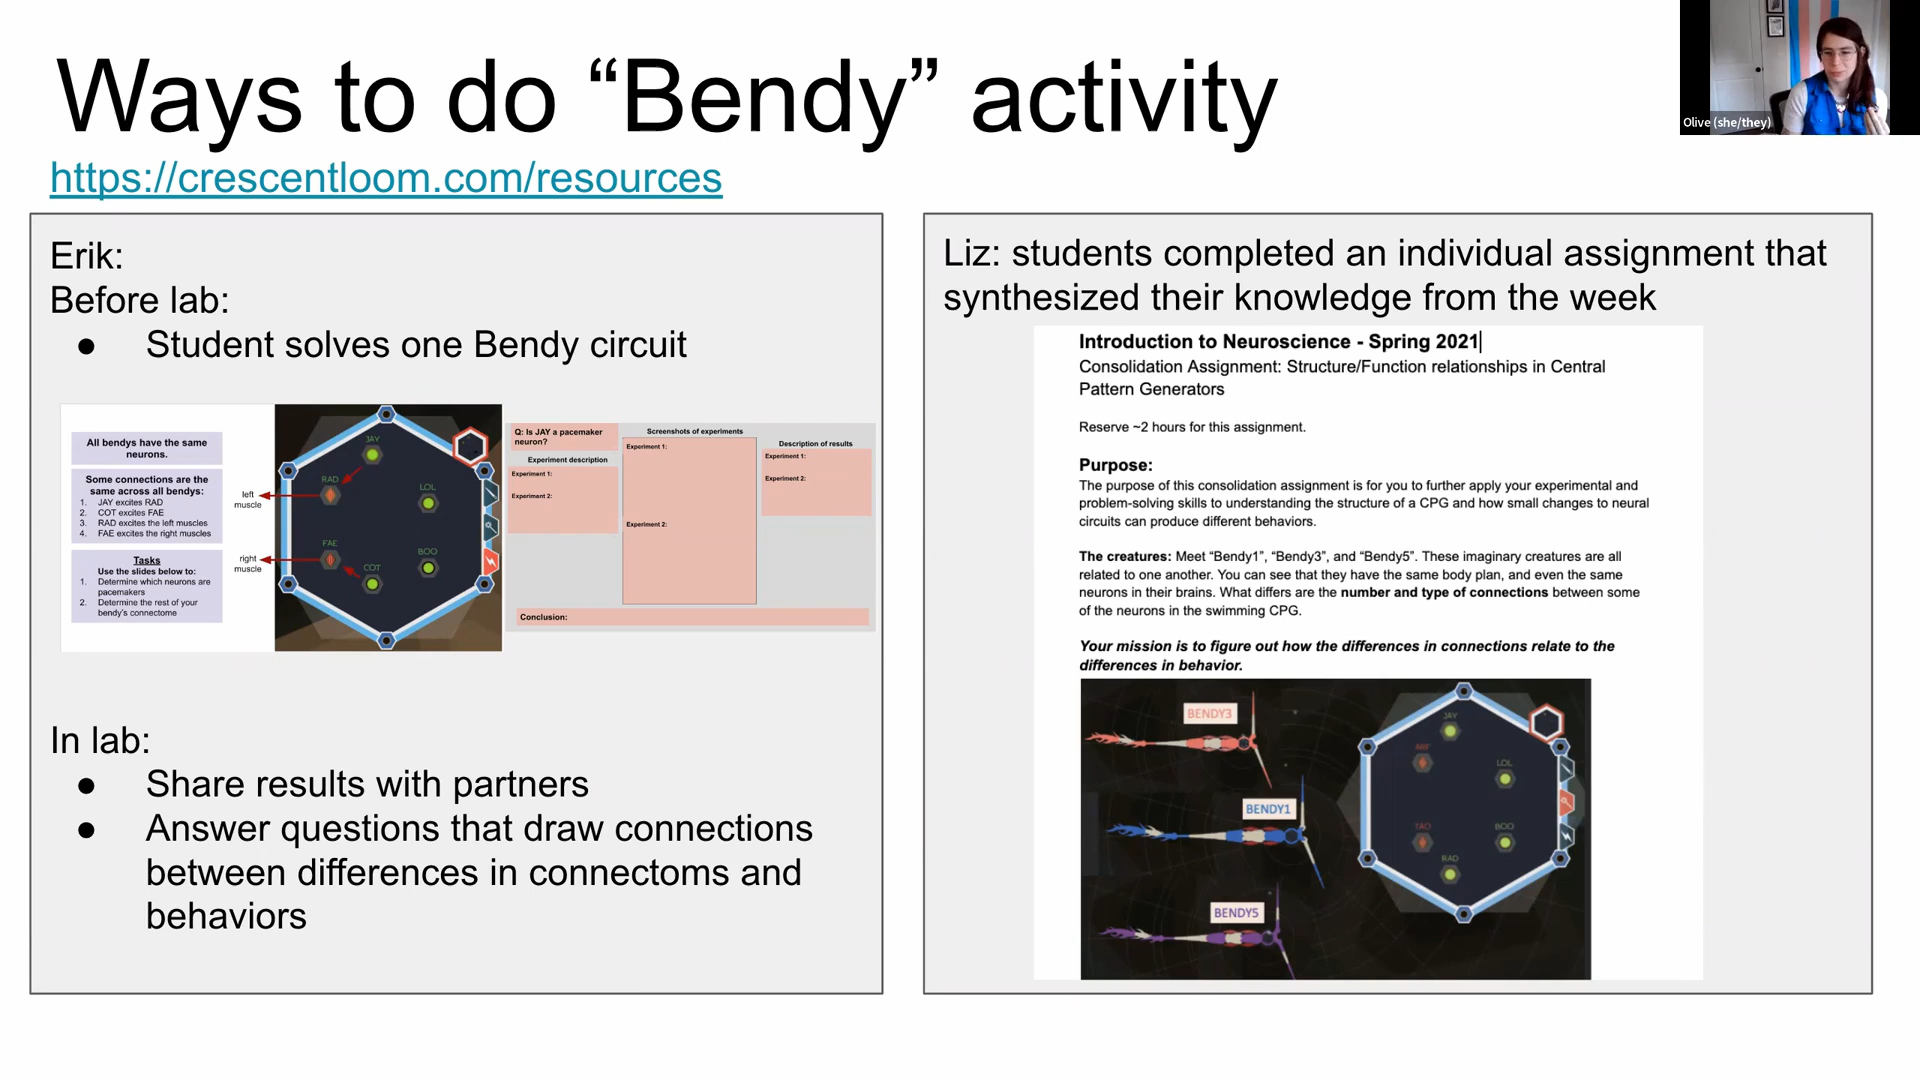 Ways to do “Bendy” activity
https://crescentloom.com/resources
Olive (she/they)
Erik:
Before lab:
● Student solves one Bendy circuit
All bendys have the same
neurons.
Some connections are the
same across all bendys:
1. JAY excites RAD
2. COT excites FAE
3. RAD excites the left muscles
4. FAE excites the right muscles
Tasks
Use the slides below to:
1. Determine which neurons are
pacemakers
2. Determine the rest of your
bendy's connectome
left
muscle
right
muscle
JAY
RAD
LOL
FAE
BOO
COT
Q: Is JAY a pacemaker
neuron?
Experiment description
Experiment 1:
Experiment 2:
Screenshots of experiments
Experiment 1:
Experiment 2:
Description of results
Experiment 1:
Experiment 2:
Conclusion:
In lab:
● Share results with partners
● Answer questions that draw connections
between differences in connectoms and
behaviors
Liz: students completed an individual assignment that
synthesized their knowledge from the week
Introduction to Neuroscience - Spring 2021
Consolidation Assignment: Structure/Function relationships in Central
Pattern Generators
Reserve ~2 hours for this assignment.
Purpose:
The purpose of this consolidation assignment is for you to further apply your experimental and
problem-solving skills to understanding the structure of a CPG and how small changes to neural
circuits can produce different behaviors.
The creatures: Meet “Bendy1”, “Bendy3”, and “Bendy5”. These imaginary creatures are all
related to one another. You can see that they have the same body plan, and even the same
neurons in their brains. What differs are the number and type of connections between some
of the neurons in the swimming CPG.
Your mission is to figure out how the differences in connections relate to the
differences in behavior.
BENDY3
BENDY1
BENDY5
JAY
LOL
BOO
RAD